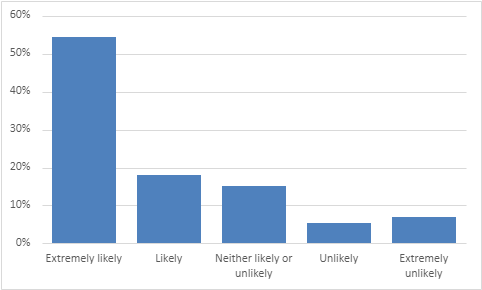 60%
50%
40%
30%
20%
10%
0%
Extremely likely
Likely
Neither likely or
unlikely
Unlikely
Extremely
unlikely